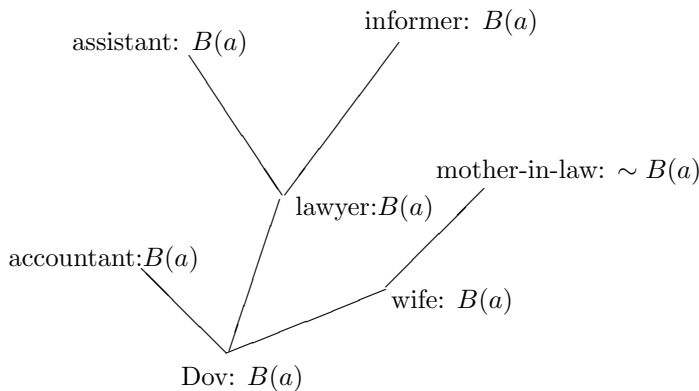 informer: B(a)
assistant: B(a)
mother-in-law: ∼ B(a)
lawyer:B(a)
accountant:B(a)
wife: B(a)
Dov: B(a)